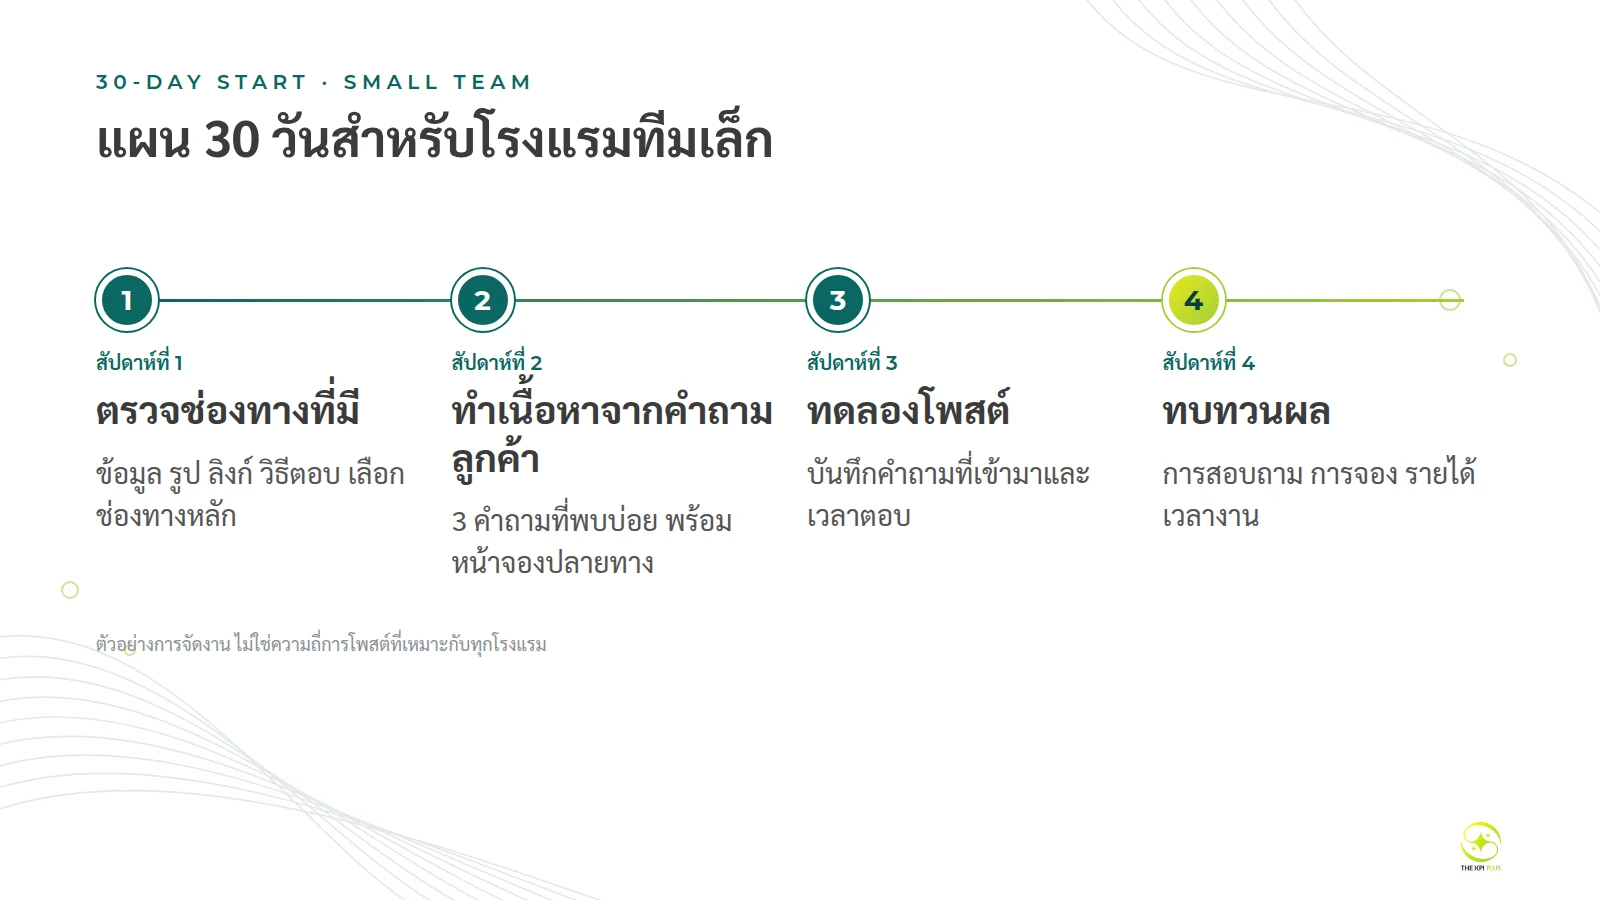 30-DAY START · SMALL TEAM
แผน 30 วันสำหรับโรงแรมทีมเล็ก
1
สัปดาห์ที่ 1
ตรวจช่องทางที่มี
ข้อมูล รูป ลิงก์ วิธีตอบ เลือก
ช่องทางหลัก
2
สัปดาห์ที่ 2
ทำเนื้อหาจากคำถาม
ลูกค้า
3 คำถามที่พบบ่อย พร้อม
หน้าจองปลายทาง
3
สัปดาห์ที่ 3
ทดลองโพสต์
บันทึกคำถามที่เข้ามาและ
เวลาตอบ
4
สัปดาห์ที่ 4
ทบทวนผล
การสอบถาม การจอง รายได้
เวลางาน
ตัวอย่างการจัดงาน ไม่ใช่ความถี่การโพสต์ที่เหมาะกับทุกโรงแรม
THE XPI PLUS